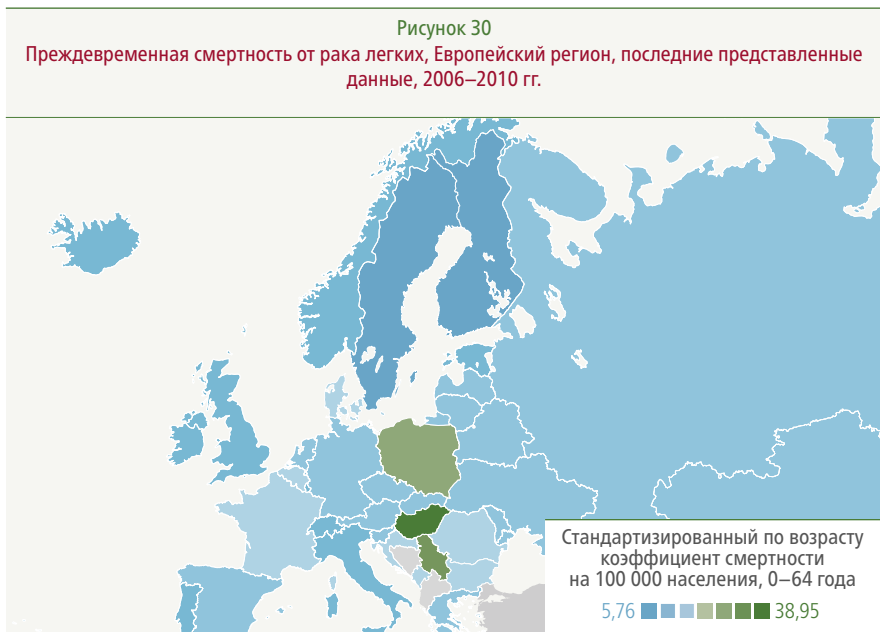 Рисунок 30
Преждевременная смертность от рака легких, Европейский регион, последние представленные
данные, 2006–2010 гг.
Стандартизированный по возрасту
коэффициент смертности
на 100 000 населения, 0–64 года
5,76 38,95